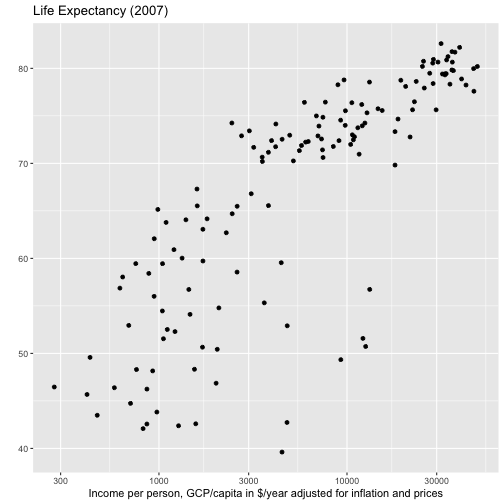 Life Expectancy (2007)
80
70
60
50
40
300 1000 3000 10000 30000
Income per person, GCP/capita in $/year adjusted for inflation and prices